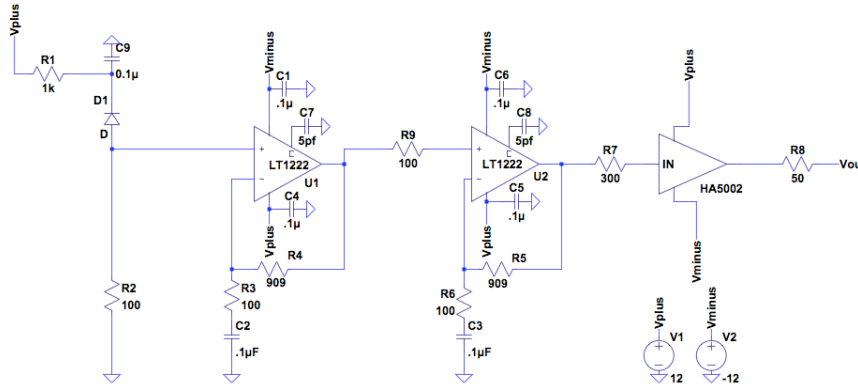 Vplus
R1
1k
C9
0.1µ
D1
D
R2
100
Vminus
C1
.1µ
C7
5pf
LT1222
U1
C4
.1µ
Vplus
R4
909
R3
100
C2
.1µF
R9
100
Vminus
C6
.1µ
C8
5pf
LT1222
U2
C5
.1µ
Vplus
R5
909
R6
100
C3
.1µF
R7
300
Vplus
IN
HA5002
Vminus
R8
50
Vou
Vplus
V1
12
Vminus
V2
-12